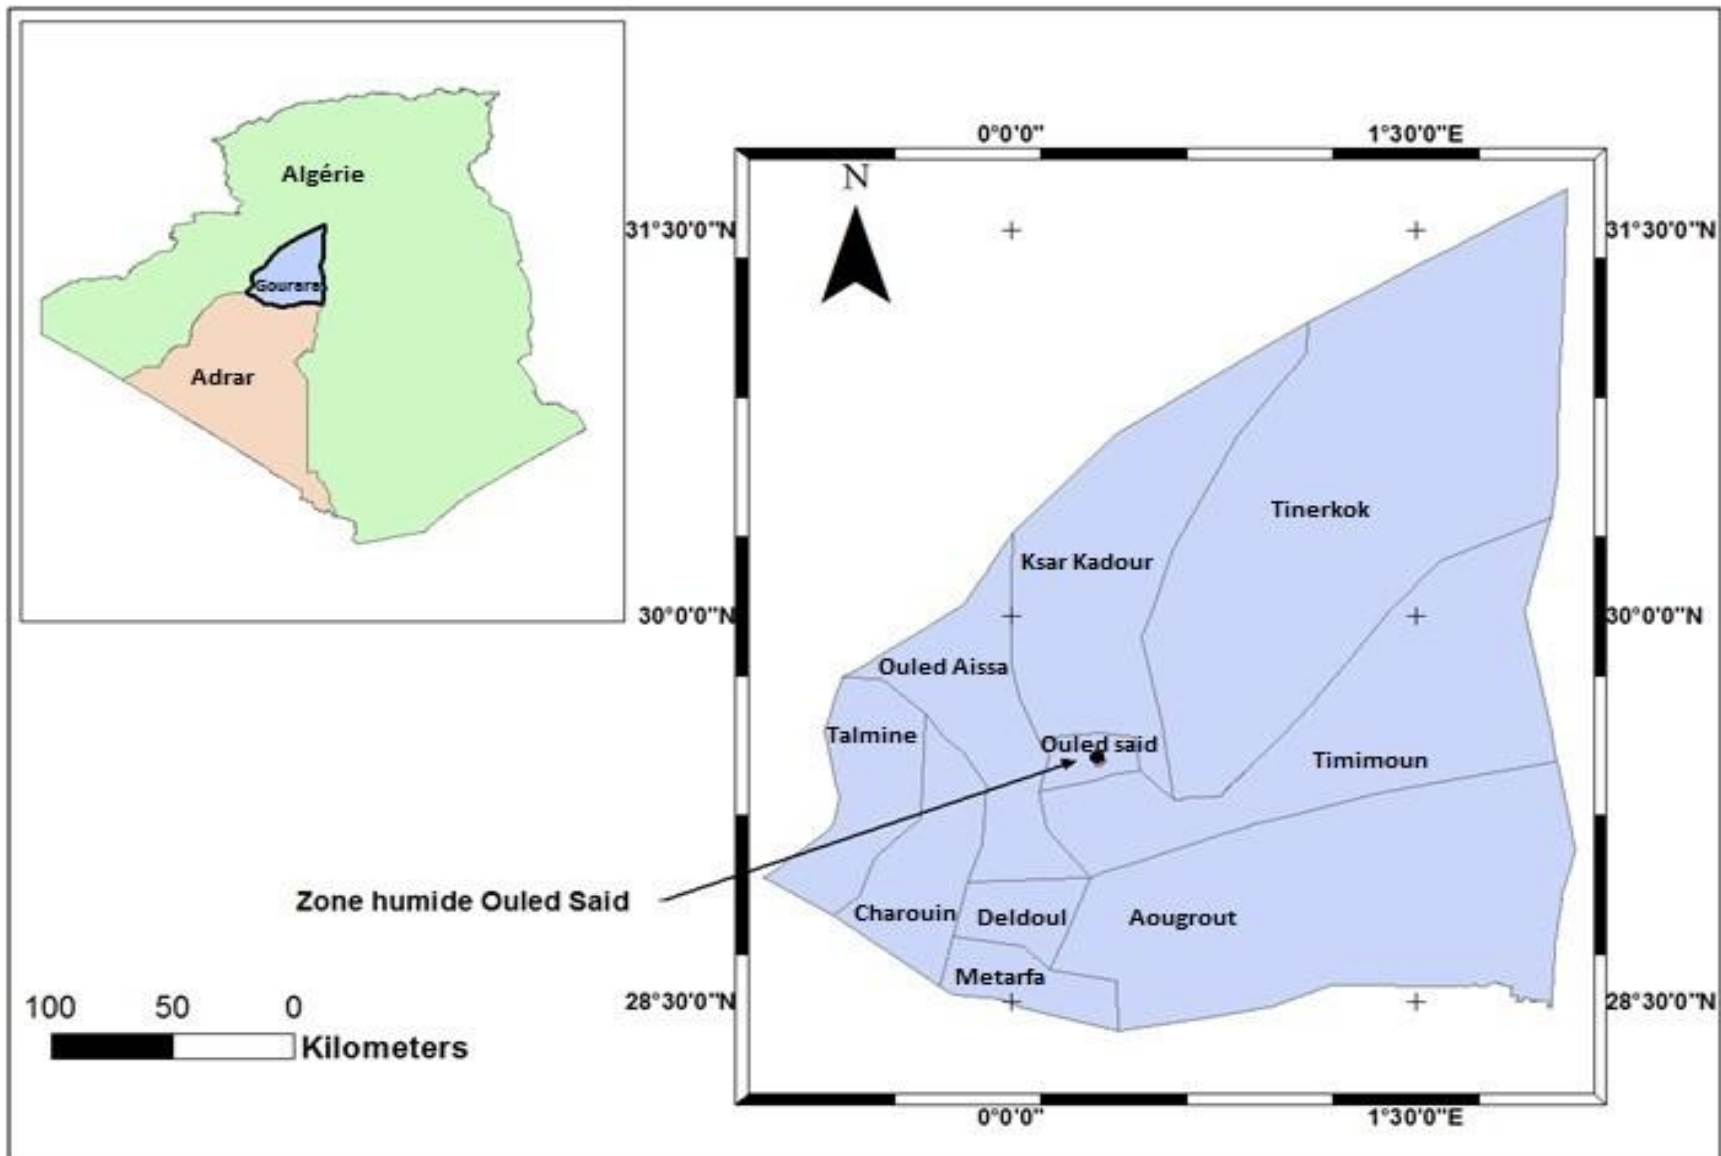 Algérie
Gourara
Adrar
0°0'0"
1°30'0"E
N
31°30'0"N
31°30'0"N
Tinerkok
Ksar Kadour
30°0'0"N
30°0'0"N
Ouled Aissa
Talmine
Ouled said
Timimoun
Zone humide Ouled Said
Charouin
Deldoul
Aougrout
Metarfa
28°30'0"N
28°30'0"N
100 50 0
Kilometers
0°0'0"
1°30'0"E